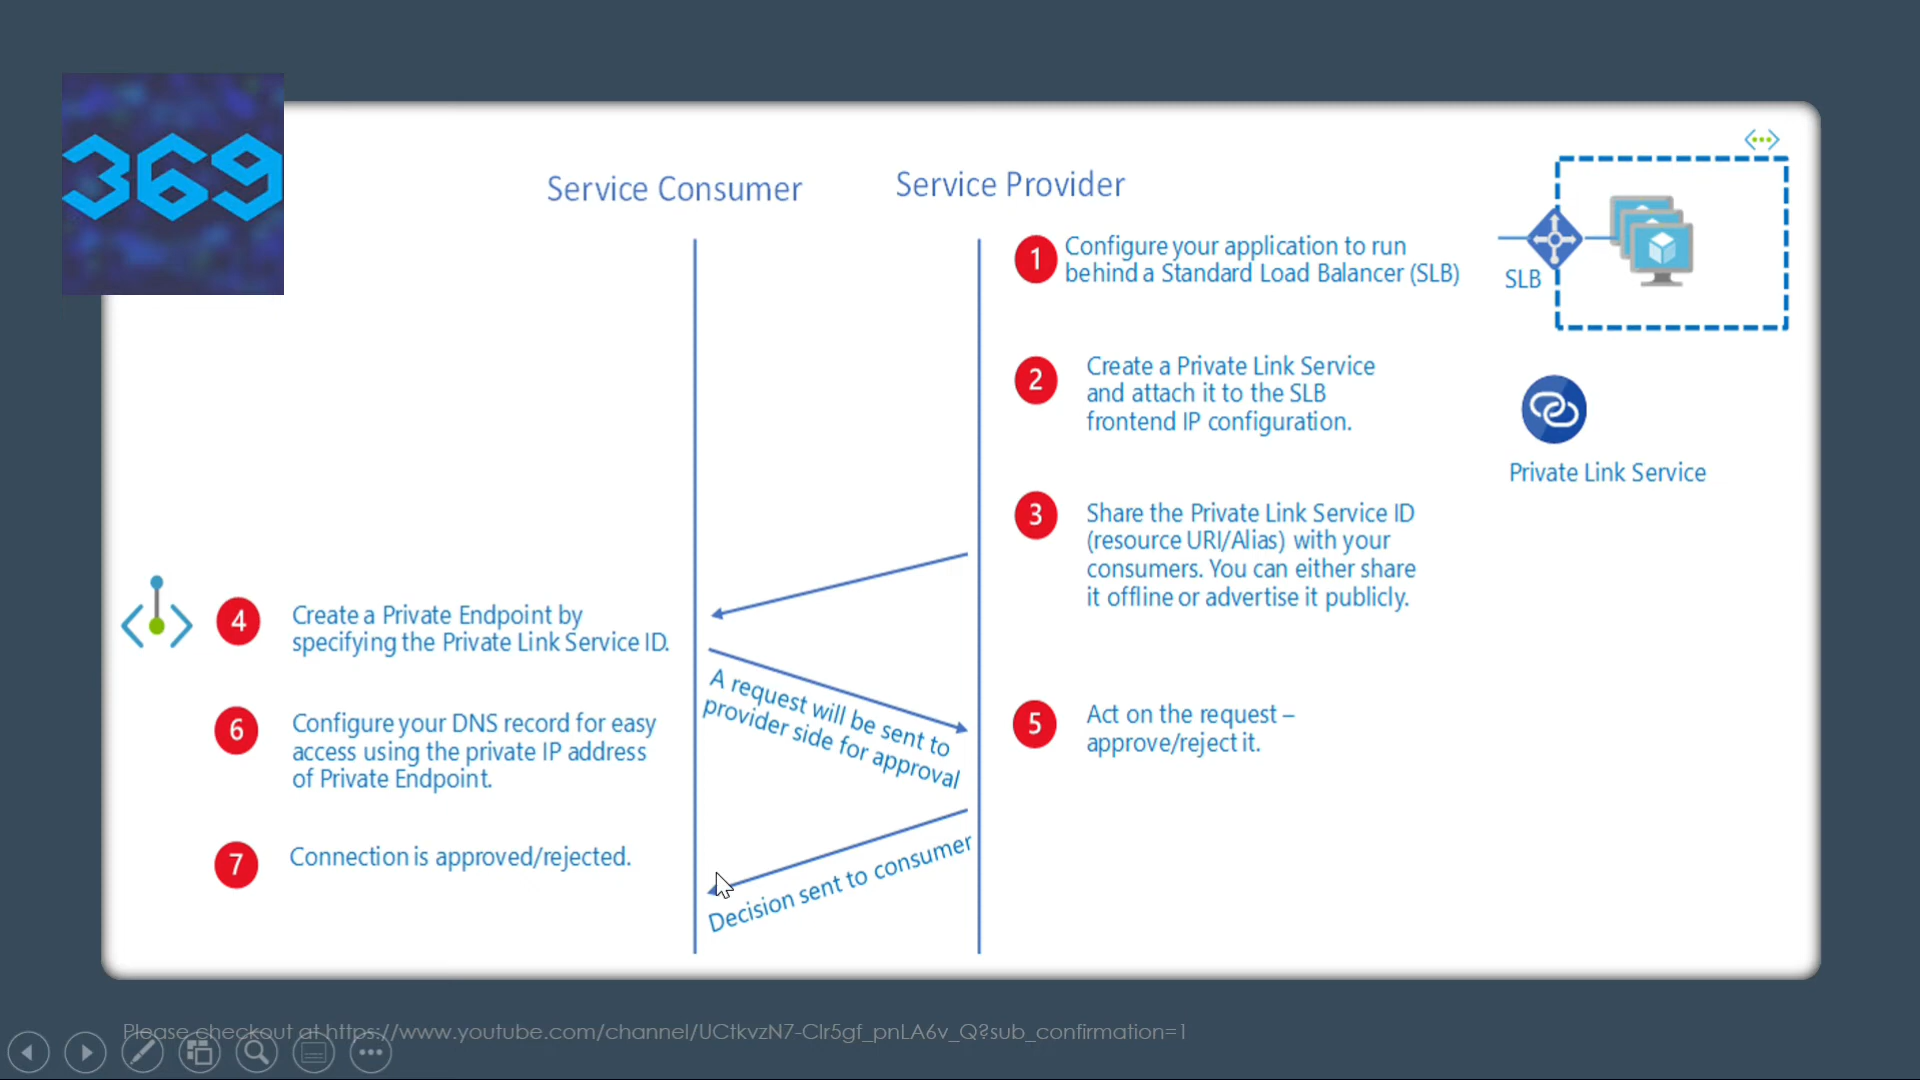 369
Service Consumer
Service Provider
1
Configure your application to run
behind a Standard Load Balancer (SLB)
SLB
2
Create a Private Link Service
and attach it to the SLB
frontend IP configuration.
Private Link Service
3
Share the Private Link Service ID
(resource URI/Alias) with your
consumers. You can either share
it offline or advertise it publicly.
4
Create a Private Endpoint by
specifying the Private Link Service ID.
A request will be sent to
provider side for approval
5
Act on the request –
approve/reject it.
6
Configure your DNS record for easy
access using the private IP address
of Private Endpoint.
7
Connection is approved/rejected.
Decision sent to consumer
Please checkout at https://www.youtube.com/channel/UCtkvzN7-Clr5gf_pnLA6v_Q?sub_confirmation=1